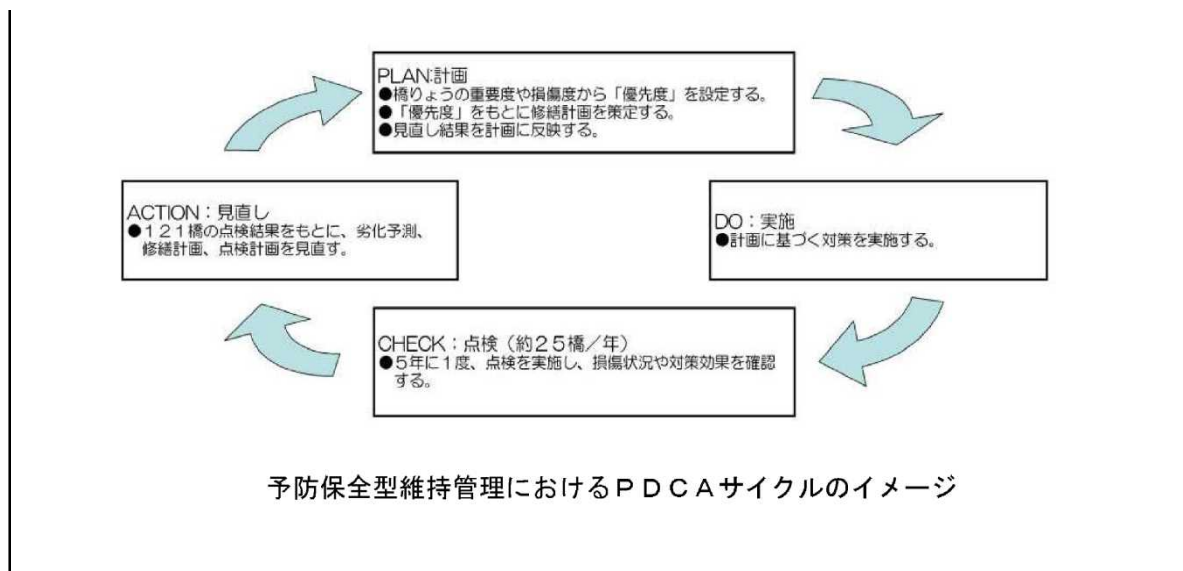 PLAN:計画
●橋りょうの重要度や損傷度から「優先度」を設定する。
●「優先度」をもとに修繕計画を策定する。
●見直し結果を計画に反映する。
ACTION：見直し
●１２１橋の点検結果をもとに、劣化予測、
修繕計画、点検計画を見直す。
DO：実施
●計画に基づく対策を実施する。
CHECK：点検（約２５橋／年）
●５年に１度、点検を実施し、損傷状況や対策効果を確認
する。
予防保全型維持管理におけるＰＤＣＡサイクルのイメージ